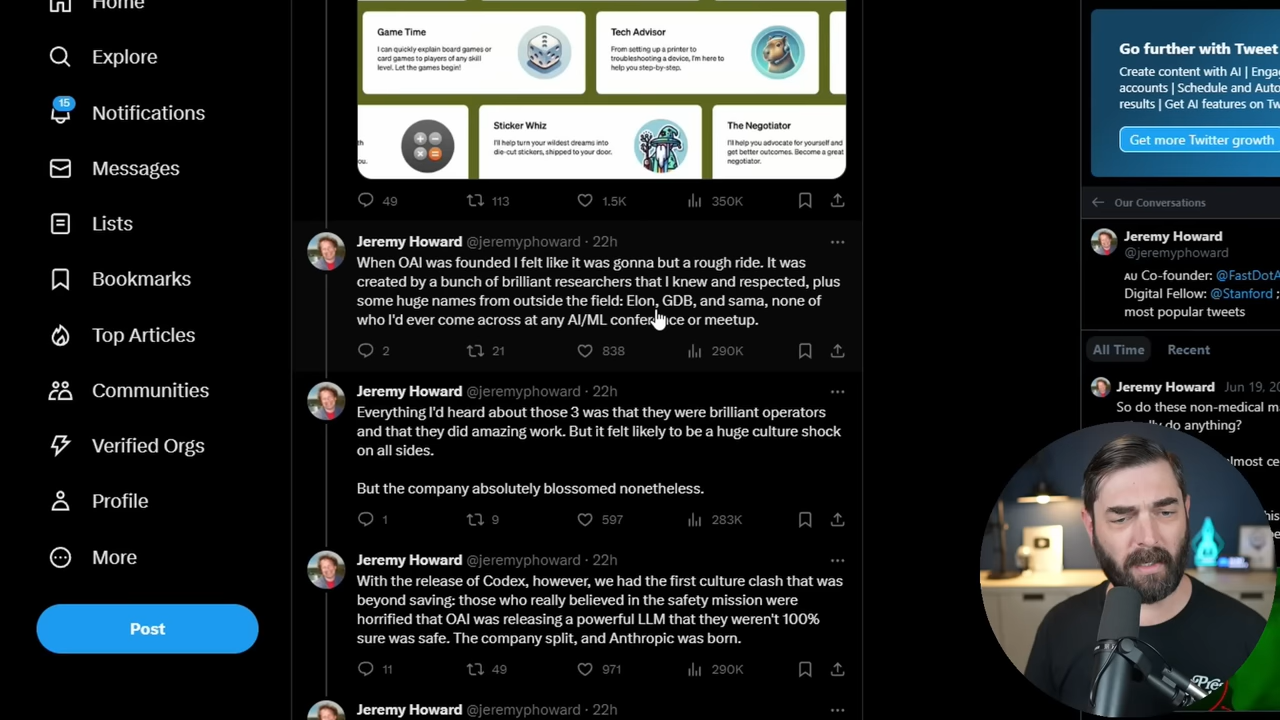 Home
Explore
15
Notifications
Messages
Lists
Bookmarks
Top Articles
Communities
Verified Orgs
Profile
More
Post
Game Time
I can quickly explain board games or
card games to players of any skill
level. Let the games begin!
Tech Advisor
From setting up a printer to
troubleshooting a device, I'm here to
help you step-by-step.
th
ou.
Sticker Whiz
I'll help turn your wildest dreams into
die-cut stickers, shipped to your door.
The Negotiator
I'll help you advocate for yourself and
get better outcomes. Become a great
negotiator.
49 113 1.5K 350K
Jeremy Howard @jeremyphoward · 22h
When OAI was founded I felt like it was gonna but a rough ride. It was
created by a bunch of brilliant researchers that I knew and respected, plus
some huge names from outside the field: Elon, GDB, and sama, none of
who I'd ever come across at any AI/ML conference or meetup.
2 21 838 290K
Jeremy Howard @jeremyphoward · 22h
Everything I'd heard about those 3 was that they were brilliant operators
and that they did amazing work. But it felt likely to be a huge culture shock
on all sides.
But the company absolutely blossomed nonetheless.
1 9 597 283K
Jeremy Howard @jeremyphoward · 22h
With the release of Codex, however, we had the first culture clash that was
beyond saving: those who really believed in the safety mission were
horrified that OAI was releasing a powerful LLM that they weren't 100%
sure was safe. The company split, and Anthropic was born.
11 49 971 290K
Jeremy Howard @jeremyphoward · 22h
Go further with Tweet
Create content with AI | Enga
accounts | Schedule and Auto
results | Get AI features on Tw
Get more Twitter growth
Our Conversations
Jeremy Howard
@jeremyphoward
AU Co-founder: @FastDotA
Digital Fellow: @Stanford ;
most popular tweets
All Time Recent
Jeremy Howard Jun 19, 20
So do these non-medical m
do anything?
almost ce